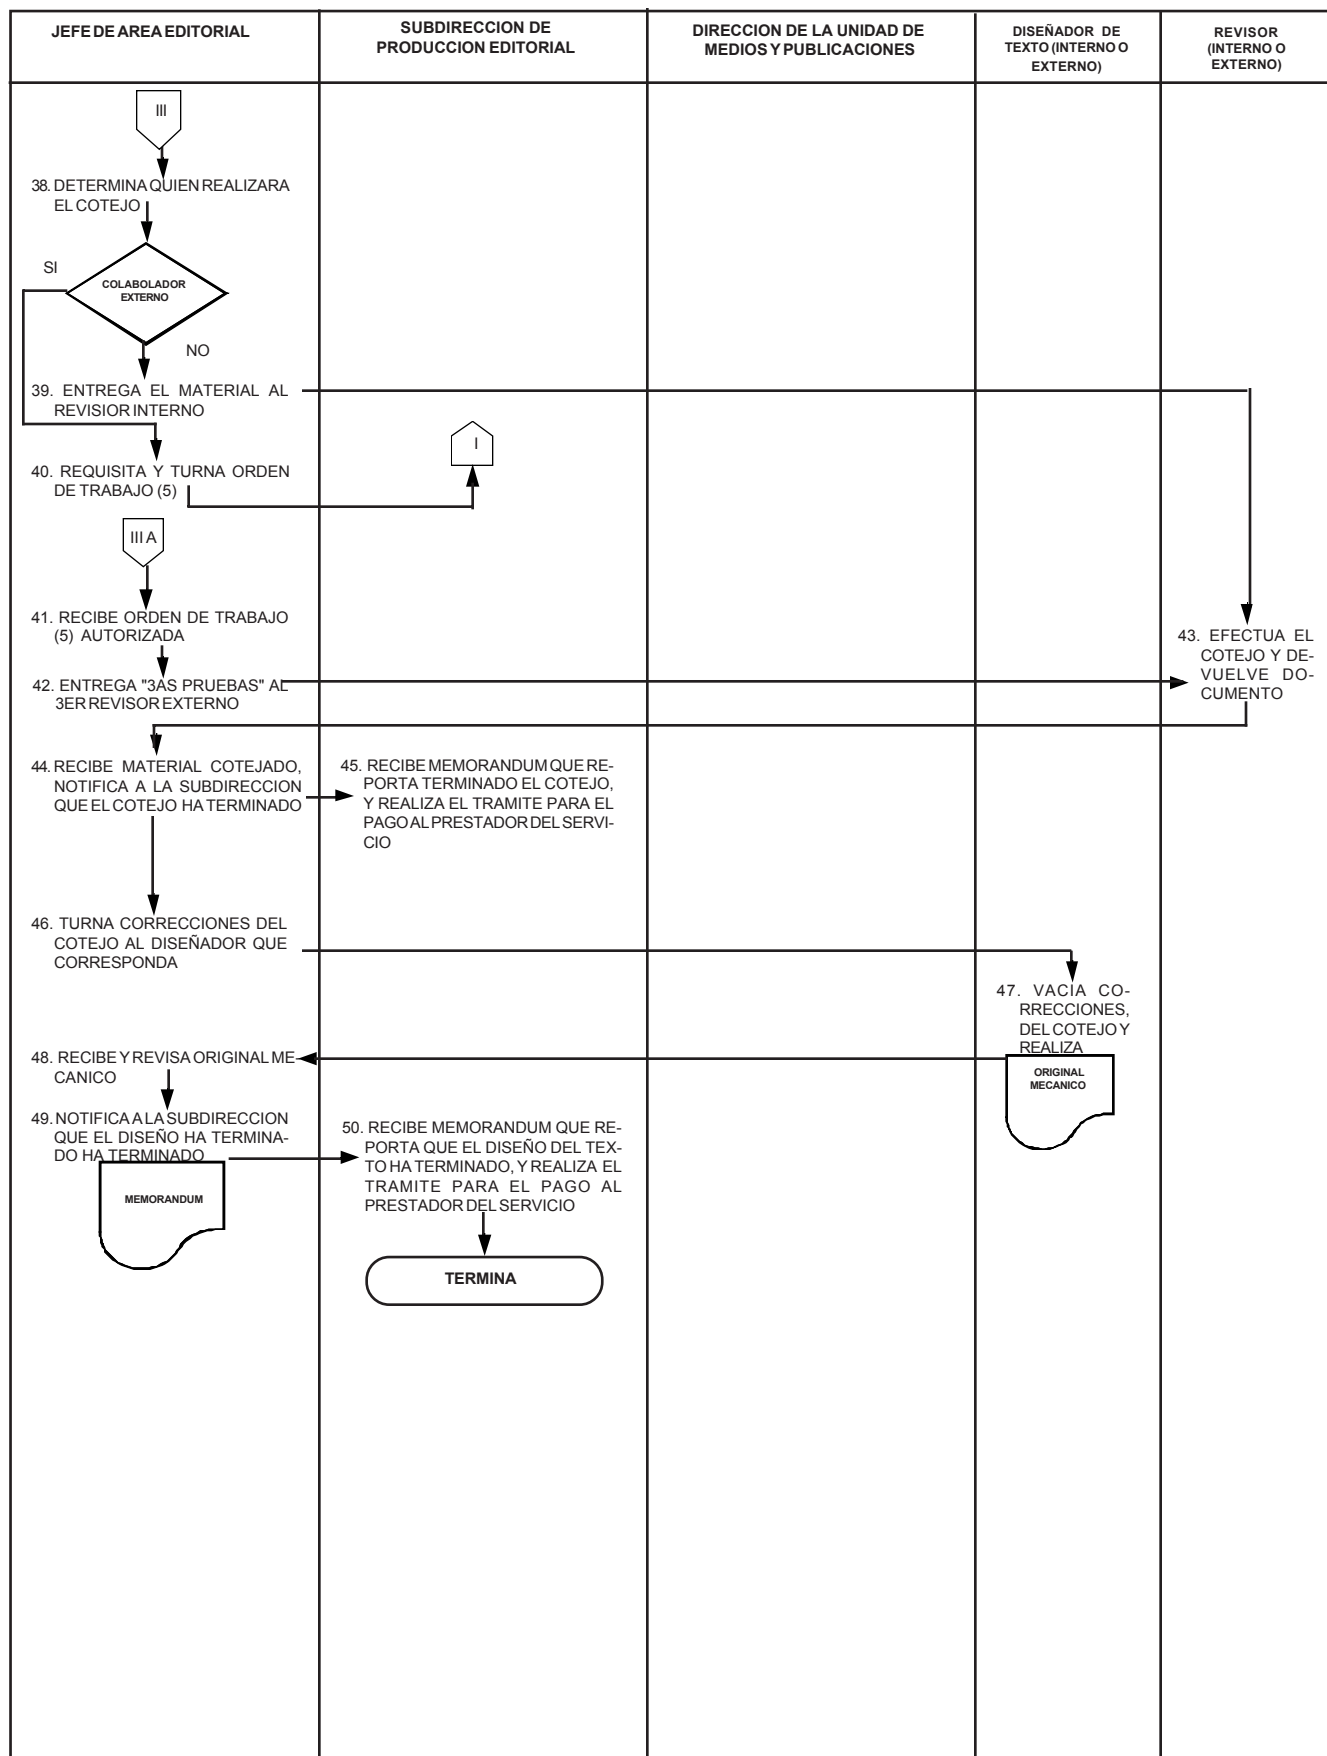 JEFE DE AREA EDITORIAL
SUBDIRECCION DE
PRODUCCION EDITORIAL
DIRECCION DE LA UNIDAD DE
MEDIOS Y PUBLICACIONES
DISEÑADOR DE
TEXTO (INTERNO O
EXTERNO)
REVISOR
(INTERNO O
EXTERNO)
III
38. DETERMINA QUIEN REALIZARA
EL COTEJO
SI
COLABOLADOR
EXTERNO
NO
39. ENTREGA EL MATERIAL AL
REVISIOR INTERNO
I
40. REQUISITA Y TURNA ORDEN
DE TRABAJO (5)
III A
41. RECIBE ORDEN DE TRABAJO
(5) AUTORIZADA
42. ENTREGA "3AS PRUEBAS" AL
3ER REVISOR EXTERNO
43. EFECTUA EL
COTEJO Y DE-
VUELVE DO-
CUMENTO
44. RECIBE MATERIAL COTEJADO,
NOTIFICA A LA SUBDIRECCION
QUE EL COTEJO HA TERMINADO
45. RECIBE MEMORANDUM QUE RE-
PORTA TERMINADO EL COTEJO,
Y REALIZA EL TRAMITE PARA EL
PAGO AL PRESTADOR DEL SERVI-
CIO
46. TURNA CORRECCIONES DEL
COTEJO AL DISEÑADOR QUE
CORRESPONDA
47. VACIA CO-
RRECCIONES,
DEL COTEJO Y
REALIZA
ORIGINAL
MECANICO
48. RECIBE Y REVISA ORIGINAL ME-
CANICO
49. NOTIFICA A LA SUBDIRECCION
QUE EL DISEÑO HA TERMINA-
DO HA TERMINADO
MEMORANDUM
50. RECIBE MEMORANDUM QUE RE-
PORTA QUE EL DISEÑO DEL TEX-
TO HA TERMINADO, Y REALIZA EL
TRAMITE PARA EL PAGO AL
PRESTADOR DEL SERVICIO
TERMINA